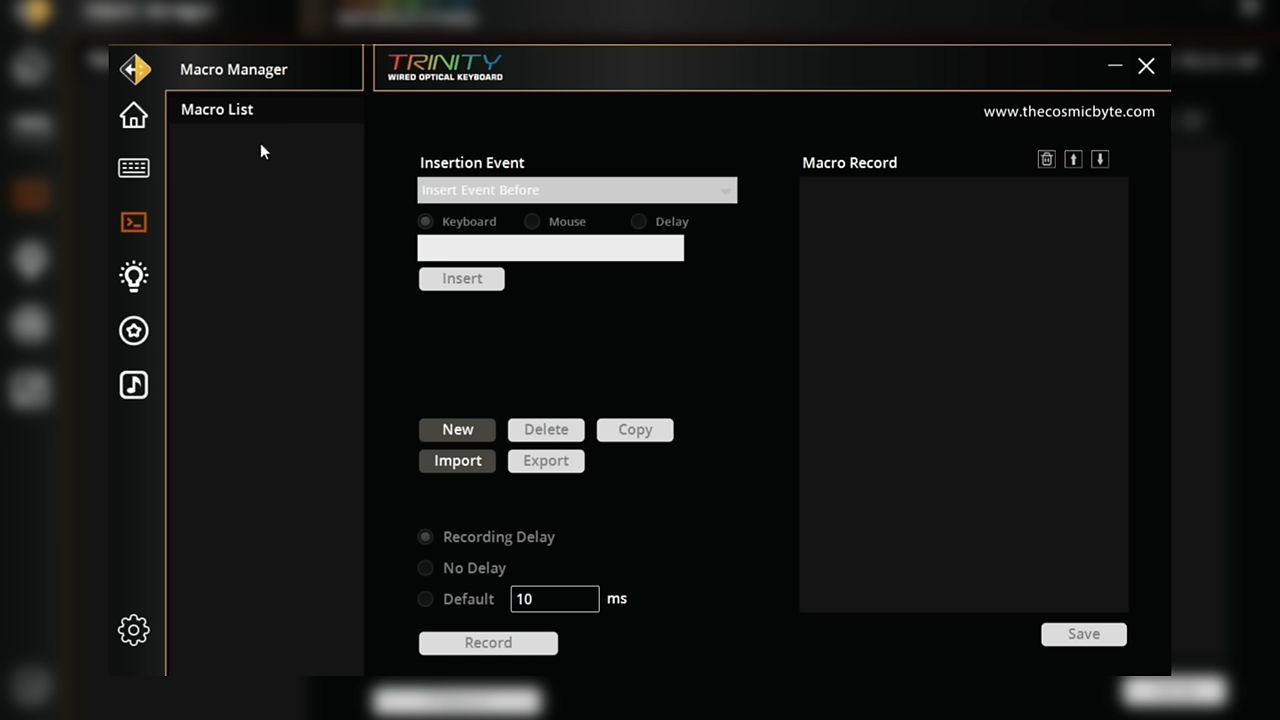 Macro Manager
TRINITY
WIRED OPTICAL KEYBOARD
Macro List
www.thecosmicbyte.com
Insertion Event
Macro Record
Insert Event Before
Keyboard Mouse Delay
Insert
New Delete Copy
Import Export
Recording Delay
No Delay
Default 10 ms
Record
Save